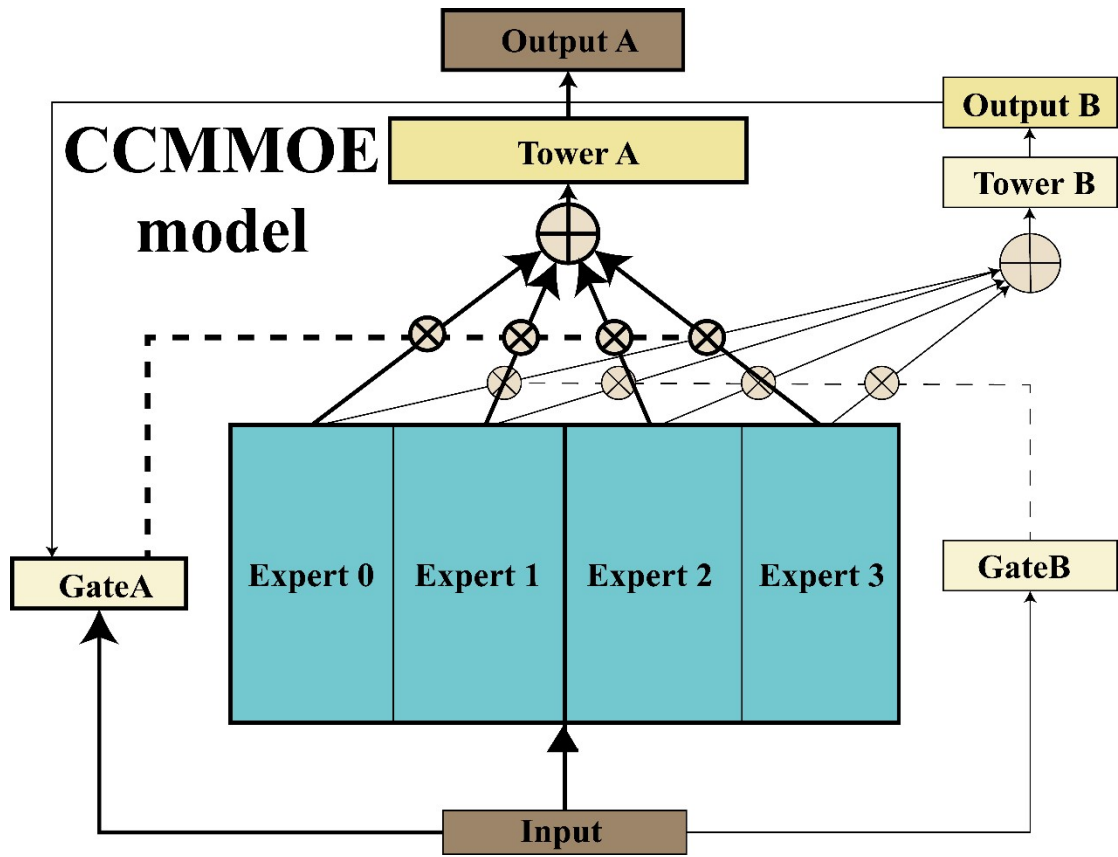 Output A
Output B
CCMMOE
model
Tower A
Tower B
Expert 0
Expert 1
Expert 2
Expert 3
GateA
GateB
Input